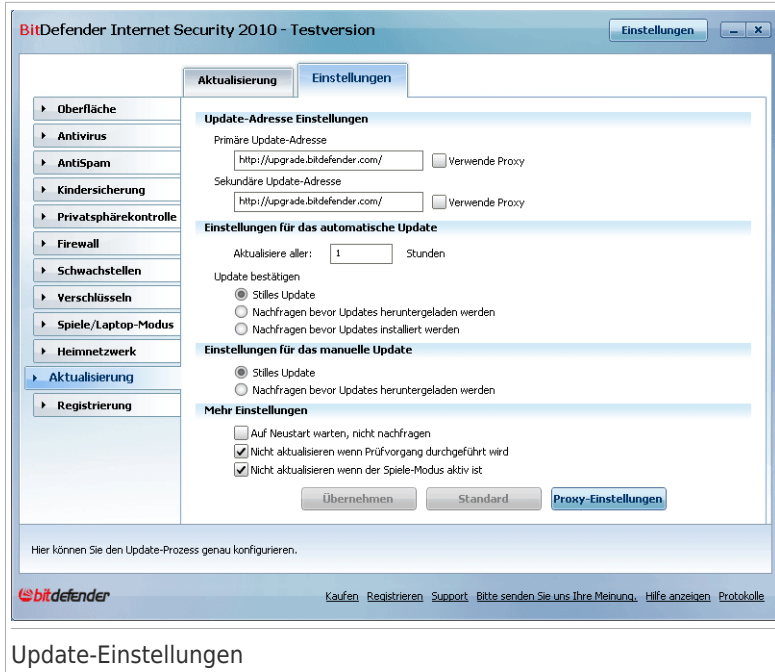 BitDefender Internet Security 2010 - Testversion
Einstellungen
Aktualisierung
Einstellungen
Oberfläche
Antivirus
AntiSpam
Kindersicherung
Privatsphärekontrolle
Firewall
Schwachstellen
Verschlüsseln
Spiele/Laptop-Modus
Heimnetzwerk
Aktualisierung
Registrierung
Update-Adresse Einstellungen
Primäre Update-Adresse
http://upgrade.bitdefender.com/ Verwende Proxy
Sekundäre Update-Adresse
http://upgrade.bitdefender.com/ Verwende Proxy
Einstellungen für das automatische Update
Aktualisiere aller: 1 Stunden
Update bestätigen
Stilles Update
Nachfragen bevor Updates heruntergeladen werden
Nachfragen bevor Updates installiert werden
Einstellungen für das manuelle Update
Stilles Update
Nachfragen bevor Updates heruntergeladen werden
Mehr Einstellungen
Auf Neustart warten, nicht nachfragen
Nicht aktualisieren wenn Prüfvorgang durchgeführt wird
Nicht aktualisieren wenn der Spiele-Modus aktiv ist
Übernehmen Standard Proxy-Einstellungen
Hier können Sie den Update-Prozess genau konfigurieren.
bitdefender
Kaufen Registrieren Support Bitte senden Sie uns Ihre Meinung. Hilfe anzeigen Protokolle
Update-Einstellungen